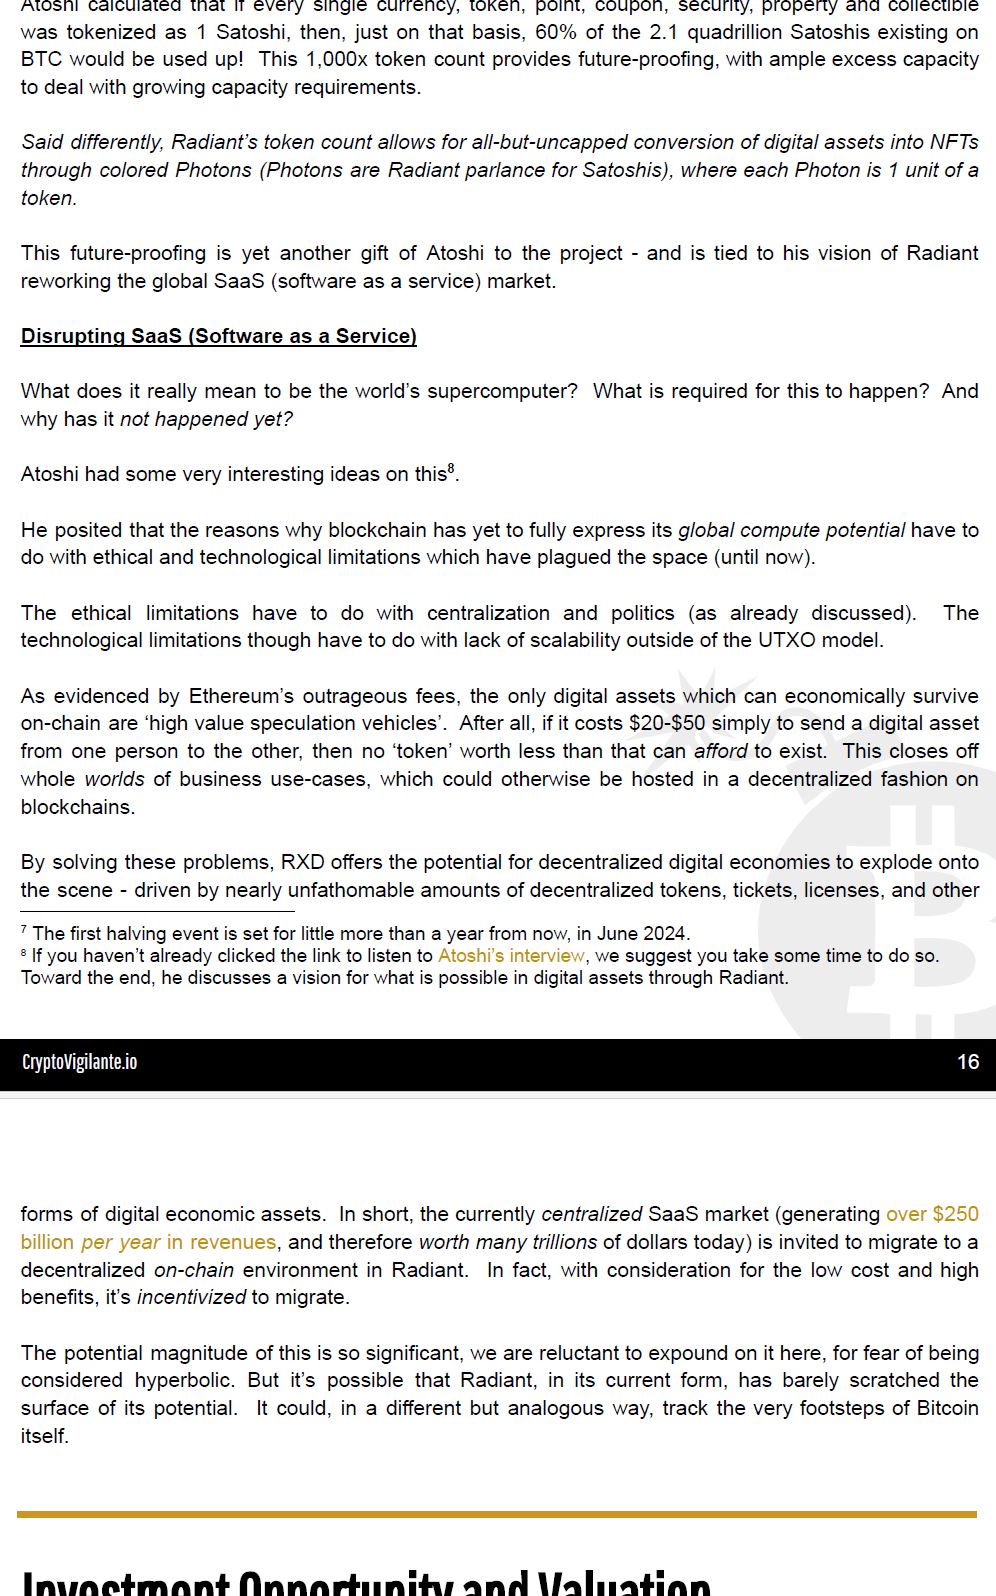 Atoshi calculated that if every single currency, token, point, coupon, security, property and collectible
was tokenized as 1 Satoshi, then, just on that basis, 60% of the 2.1 quadrillion Satoshis existing on
BTC would be used up!  This 1,000x token count provides future-proofing, with ample excess capacity
to deal with growing capacity requirements.
Said differently, Radiant’s token count allows for all-but-uncapped conversion of digital assets into NFTs
through colored Photons (Photons are Radiant parlance for Satoshis), where each Photon is 1 unit of a
token.
This future-proofing is yet another gift of Atoshi to the project - and is tied to his vision of Radiant
reworking the global SaaS (software as a service) market.
Disrupting SaaS (Software as a Service)
What does it really mean to be the world’s supercomputer?  What is required for this to happen?  And
why has it not happened yet?
Atoshi had some very interesting ideas on this⁸.
He posited that the reasons why blockchain has yet to fully express its global compute potential have to
do with ethical and technological limitations which have plagued the space (until now).
The ethical limitations have to do with centralization and politics (as already discussed).  The
technological limitations though have to do with lack of scalability outside of the UTXO model.
As evidenced by Ethereum’s outrageous fees, the only digital assets which can economically survive
on-chain are ‘high value speculation vehicles’.  After all, if it costs $20-$50 simply to send a digital asset
from one person to the other, then no ‘token’ worth less than that can afford to exist.  This closes off
whole worlds of business use-cases, which could otherwise be hosted in a decentralized fashion on
blockchains.
By solving these problems, RXD offers the potential for decentralized digital economies to explode onto
the scene - driven by nearly unfathomable amounts of decentralized tokens, tickets, licenses, and other
⁷ The first halving event is set for little more than a year from now, in June 2024.
⁸ If you haven’t already clicked the link to listen to Atoshi’s interview, we suggest you take some time to do so.
Toward the end, he discusses a vision for what is possible in digital assets through Radiant.
CryptoVigilante.io 16
forms of digital economic assets.  In short, the currently centralized SaaS market (generating over $250
billion per year in revenues, and therefore worth many trillions of dollars today) is invited to migrate to a
decentralized on-chain environment in Radiant.  In fact, with consideration for the low cost and high
benefits, it’s incentivized to migrate.
The potential magnitude of this is so significant, we are reluctant to expound on it here, for fear of being
considered hyperbolic. But it’s possible that Radiant, in its current form, has barely scratched the
surface of its potential.  It could, in a different but analogous way, track the very footsteps of Bitcoin
itself.
Investment Opportunity and Valuation